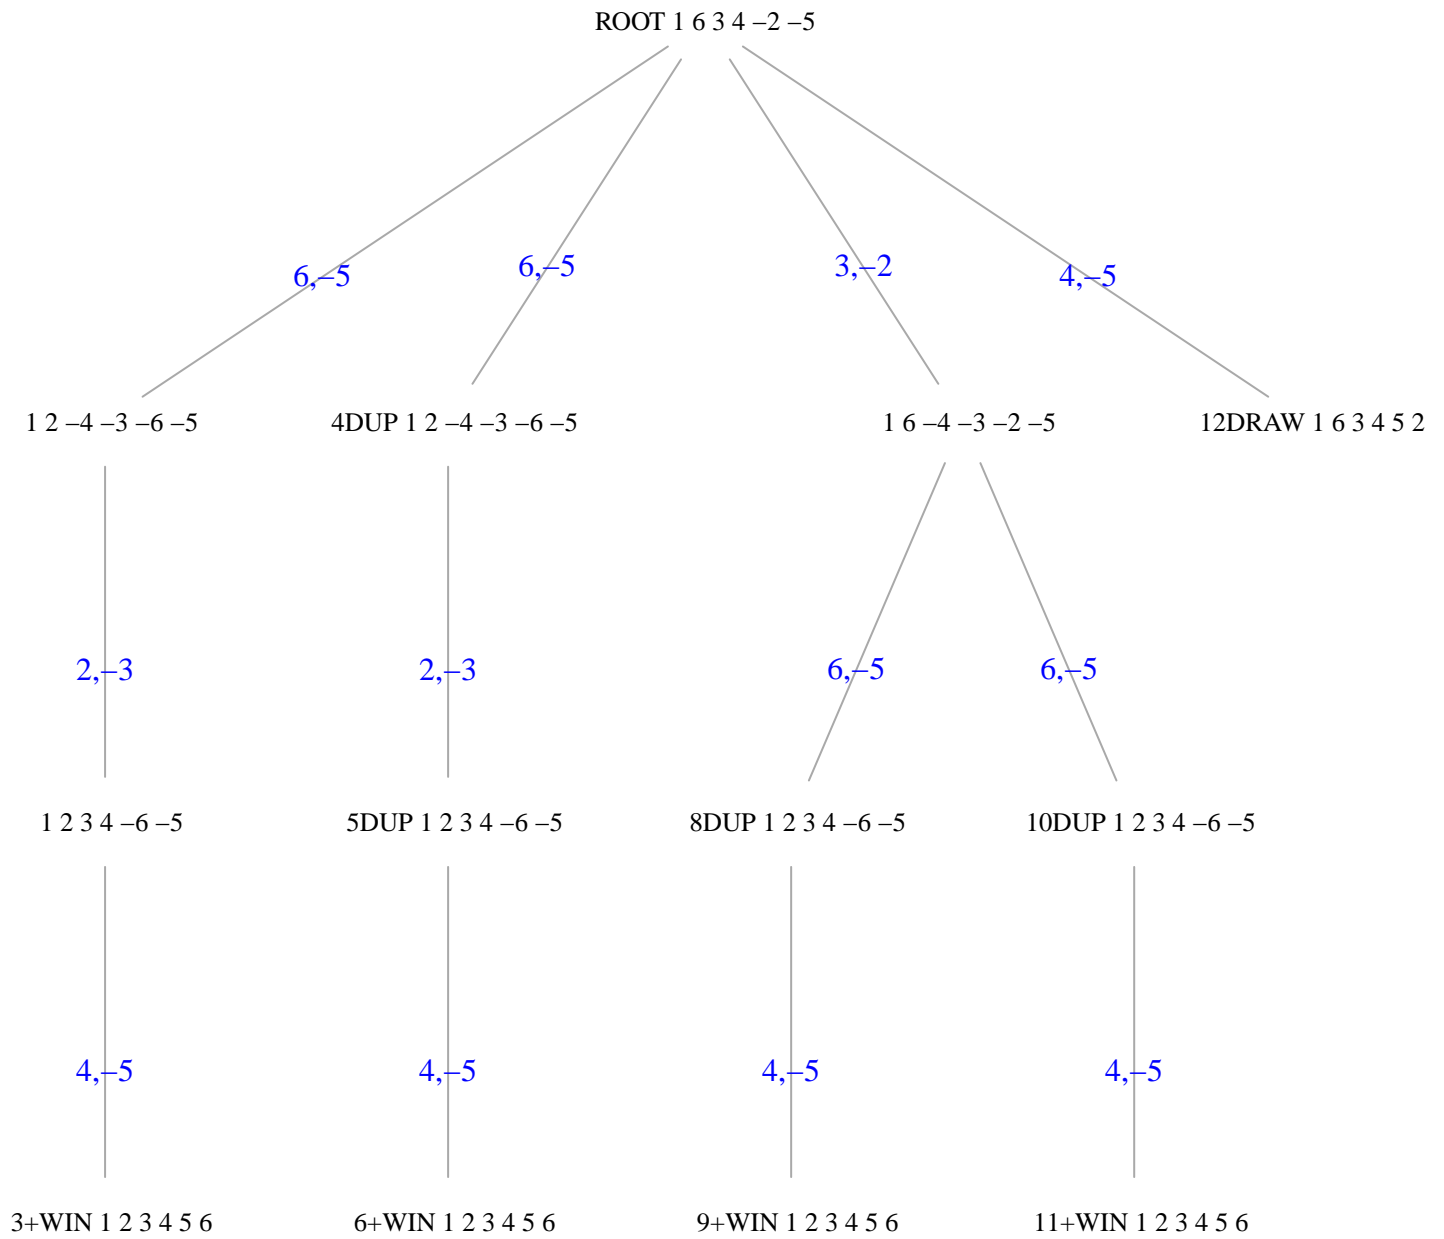 ROOT 1 6 3 4 –2 –5
6,–5
6,–5
3,–2
4,–5
1 2 –4 –3 –6 –5
4DUP 1 2 –4 –3 –6 –5
1 6 –4 –3 –2 –5
12DRAW 1 6 3 4 5 2
2,–3
2,–3
6,–5
6,–5
1 2 3 4 –6 –5
5DUP 1 2 3 4 –6 –5
8DUP 1 2 3 4 –6 –5
10DUP 1 2 3 4 –6 –5
4,–5
4,–5
4,–5
4,–5
3+WIN 1 2 3 4 5 6
6+WIN 1 2 3 4 5 6
9+WIN 1 2 3 4 5 6
11+WIN 1 2 3 4 5 6